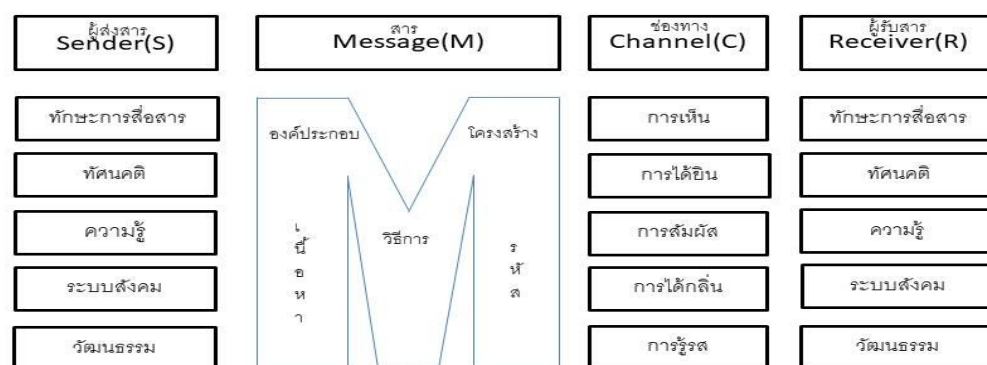 ผู้ส่งสาร
Sender(S)
สาร
Message(M)
ช่องทาง
Channel(C)
ผู้รับสาร
Receiver(R)
ทักษะการสื่อสาร
ทัศนคติ
ความรู้
ระบบสังคม
วัฒนธรรม
องค์ประกอบ
โครงสร้าง
เนื้อหา
วิธีการ
รหัส
การเห็น
การได้ยิน
การสัมผัส
การได้กลิ่น
การรู้รส
ทักษะการสื่อสาร
ทัศนคติ
ความรู้
ระบบสังคม
วัฒนธรรม